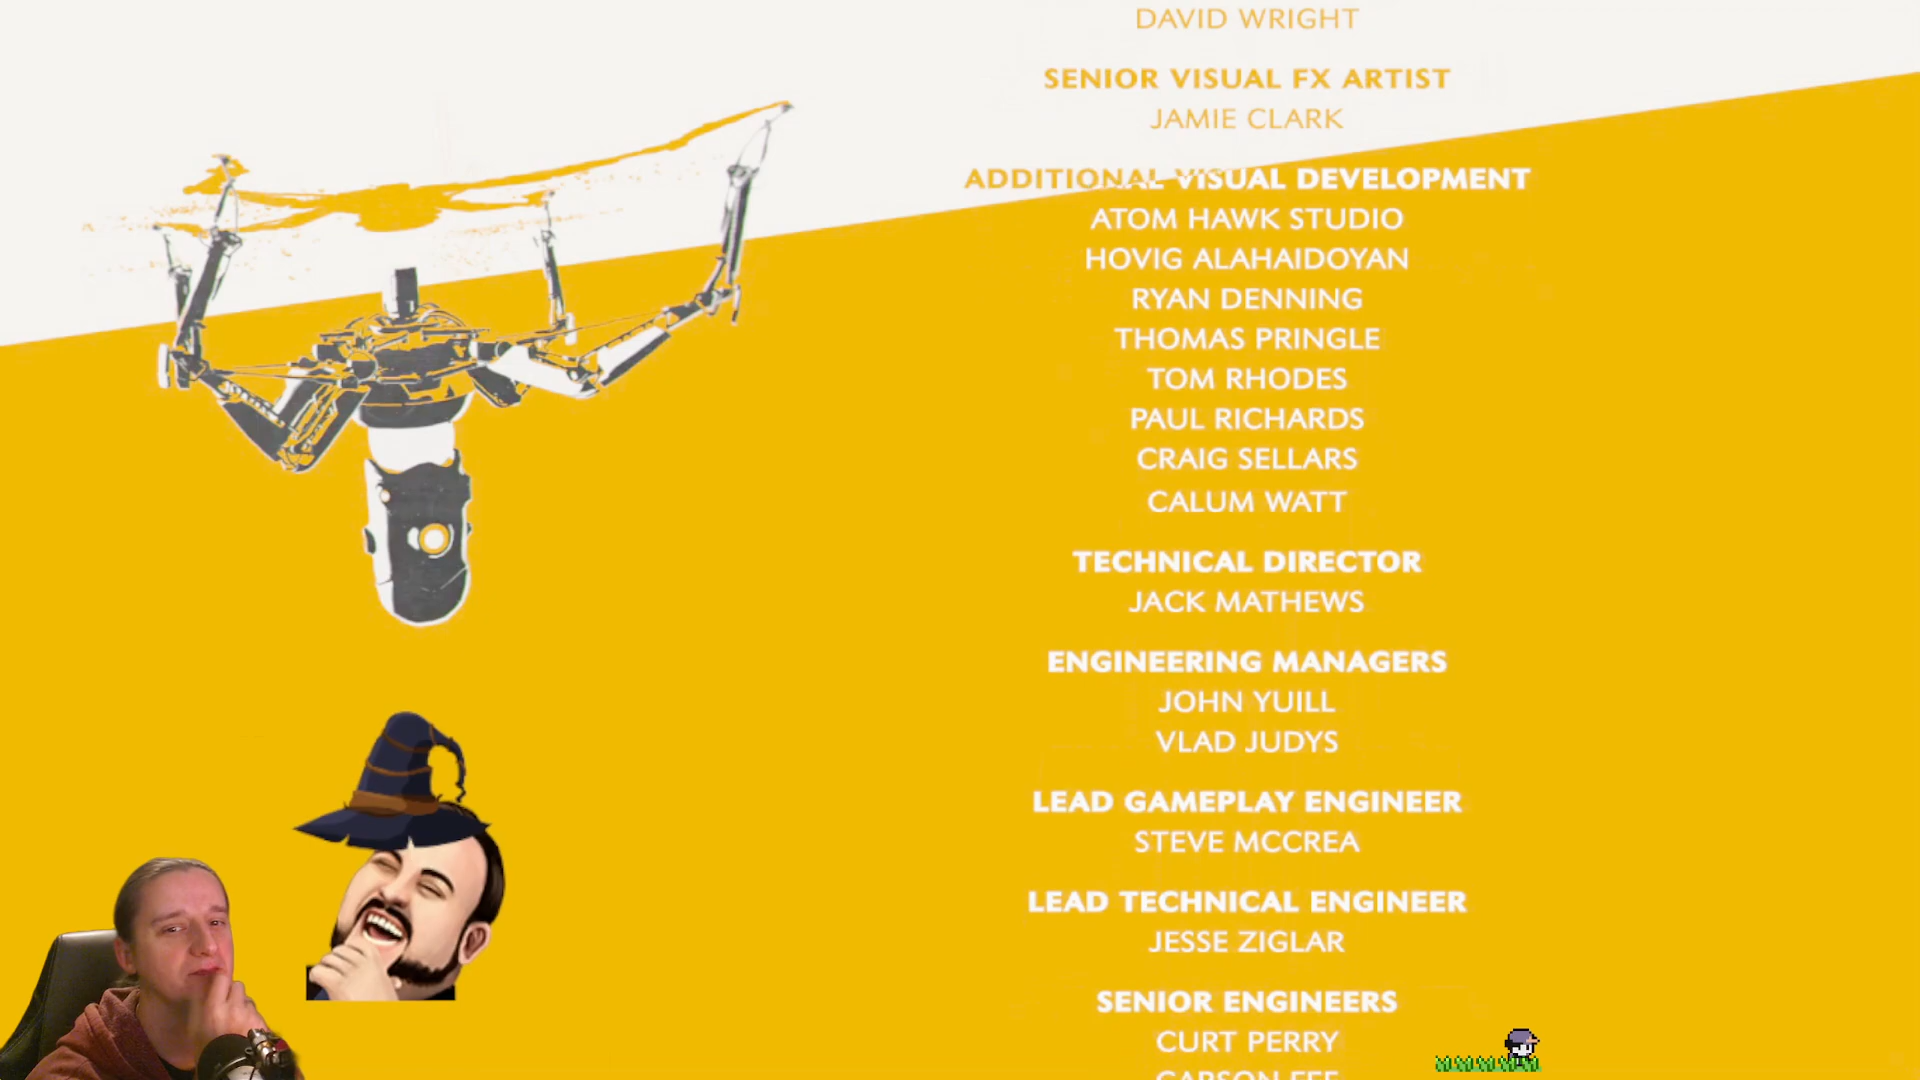 DAVID WRIGHT
SENIOR VISUAL FX ARTIST
JAMIE CLARK
ADDITIONAL VISUAL DEVELOPMENT
ATOM HAWK STUDIO
HOVIG ALAHAIDOYAN
RYAN DENNING
THOMAS PRINGLE
TOM RHODES
PAUL RICHARDS
CRAIG SELLARS
CALUM WATT
TECHNICAL DIRECTOR
JACK MATHEWS
ENGINEERING MANAGERS
JOHN YUILL
VLAD JUDYS
LEAD GAMEPLAY ENGINEER
STEVE MCCREA
LEAD TECHNICAL ENGINEER
JESSE ZIGLAR
SENIOR ENGINEERS
CURT PERRY